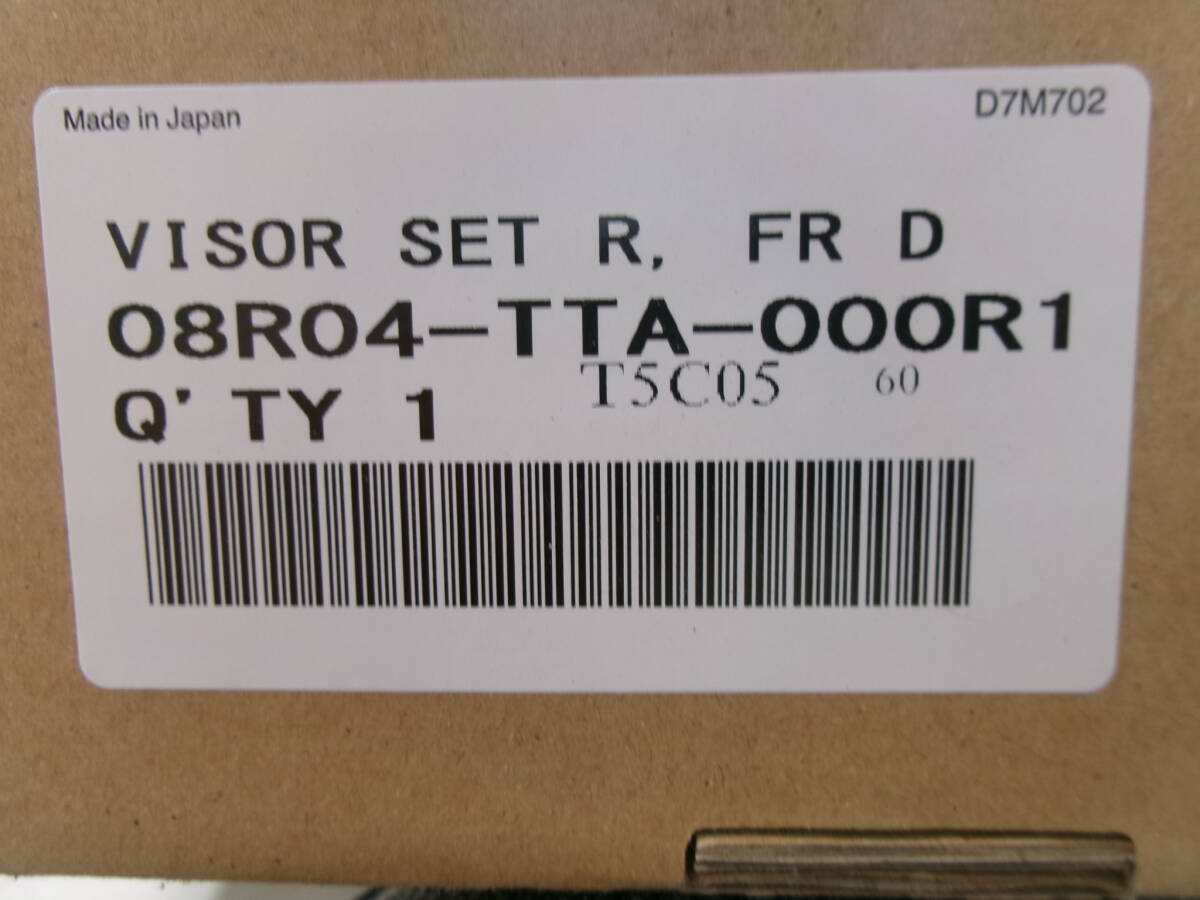 Made in Japan
D7M702
VISOR SET R, FR D
08R04-TTA-000R1
T5C05 60
Q'TY 1